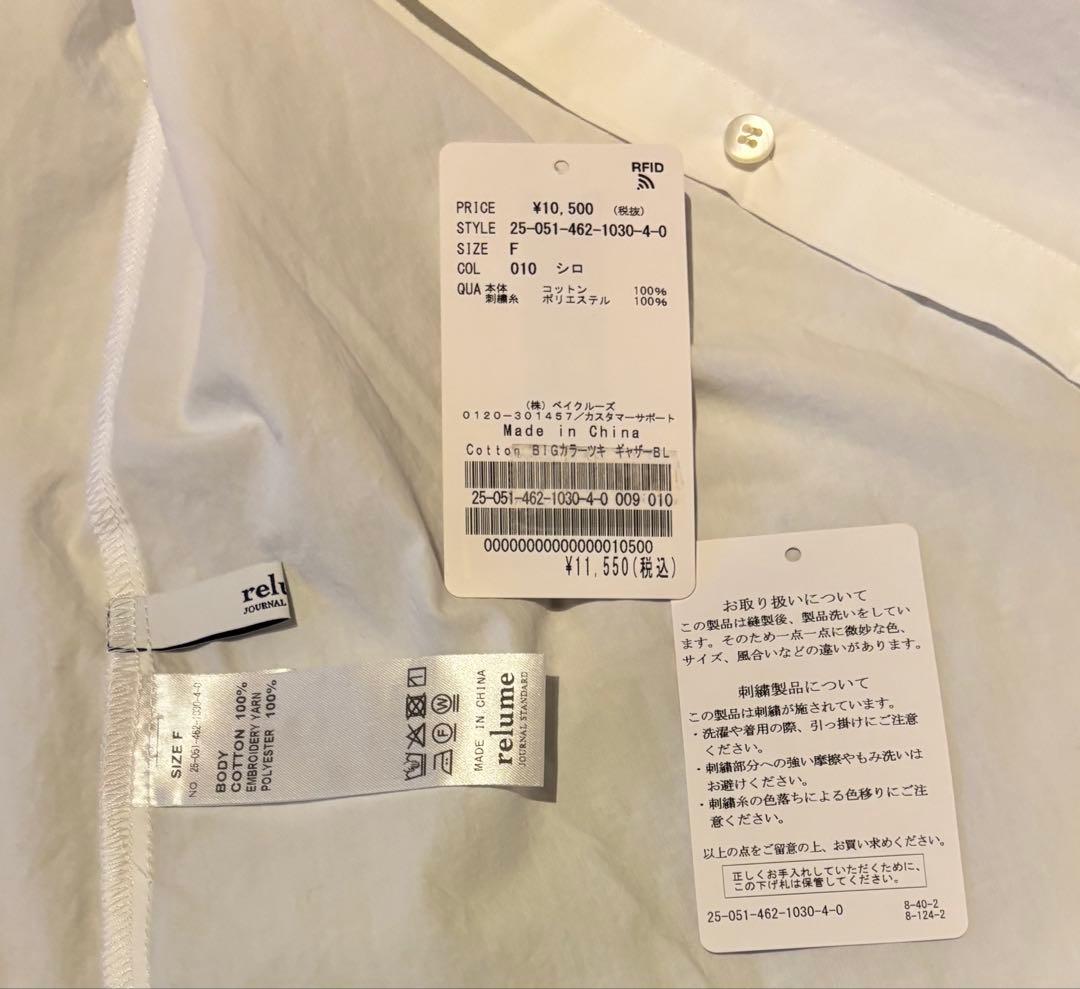 RFID
PRICE ¥10,500 (税抜)
STYLE 25-051-462-1030-4-0
SIZE F
COL 010 シロ
QUA 本体 コットン 100%
刺繍糸 ポリエステル 100%
(株)ベイクルーズ
0120-301457/カスタマーサポート
Made in China
Cotton BIGカラーツキ ギャザーBL
25-051-462-1030-4-0 009 010
00000000000000010500
¥11,550(税込)
relu
JOURNAL
SIZE F
NO. 25-051-462-1030-4-0
BODY
COTTON 100%
EMBROIDERY YARN
POLYESTER 100%
MADE IN CHINA
relume
JOURNAL STANDARD
お取り扱いについて
この製品は縫製後、製品洗いをしてい
ます。そのため一点一点に微妙な色、
サイズ、風合いなどの違いがあります。
刺繍製品について
この製品は刺繍が施されています。
・洗濯や着用の際、引っ掛けにご注意
ください。
・刺繍部分への強い摩擦やもみ洗いは
お避けください。
・刺繍糸の色落ちによる色移りにご注
意ください。
以上の点をご留意の上、お買い求めください。
正しくお手入れしていただくために、
この下げ札は保管してください。
25-051-462-1030-4-0
8-40-2
8-124-2